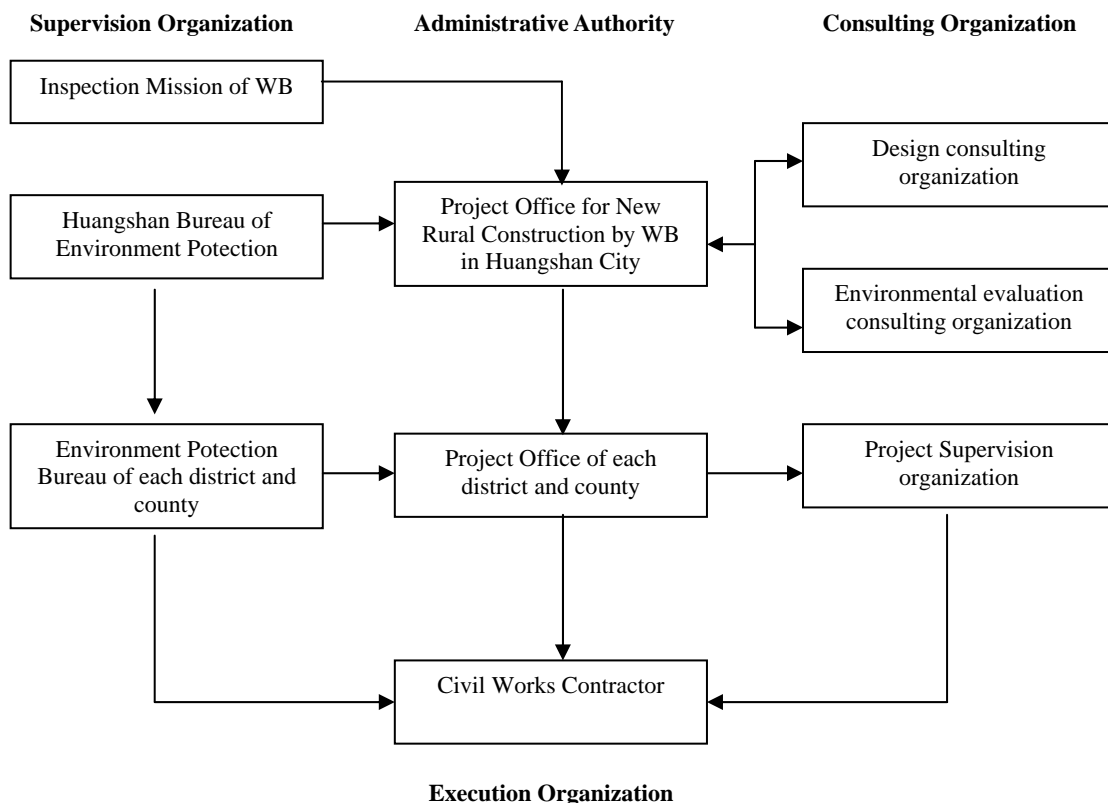 Supervision Organization
Administrative Authority
Consulting Organization
Inspection Mission of WB
Design consulting
organization
Huangshan Bureau of
Environment Potection
Project Office for New
Rural Construction by WB
in Huangshan City
Environmental evaluation
consulting organization
Environment Potection
Bureau of each district and
county
Project Office of each
district and county
Project Supervision
organization
Civil Works Contractor
Execution Organization